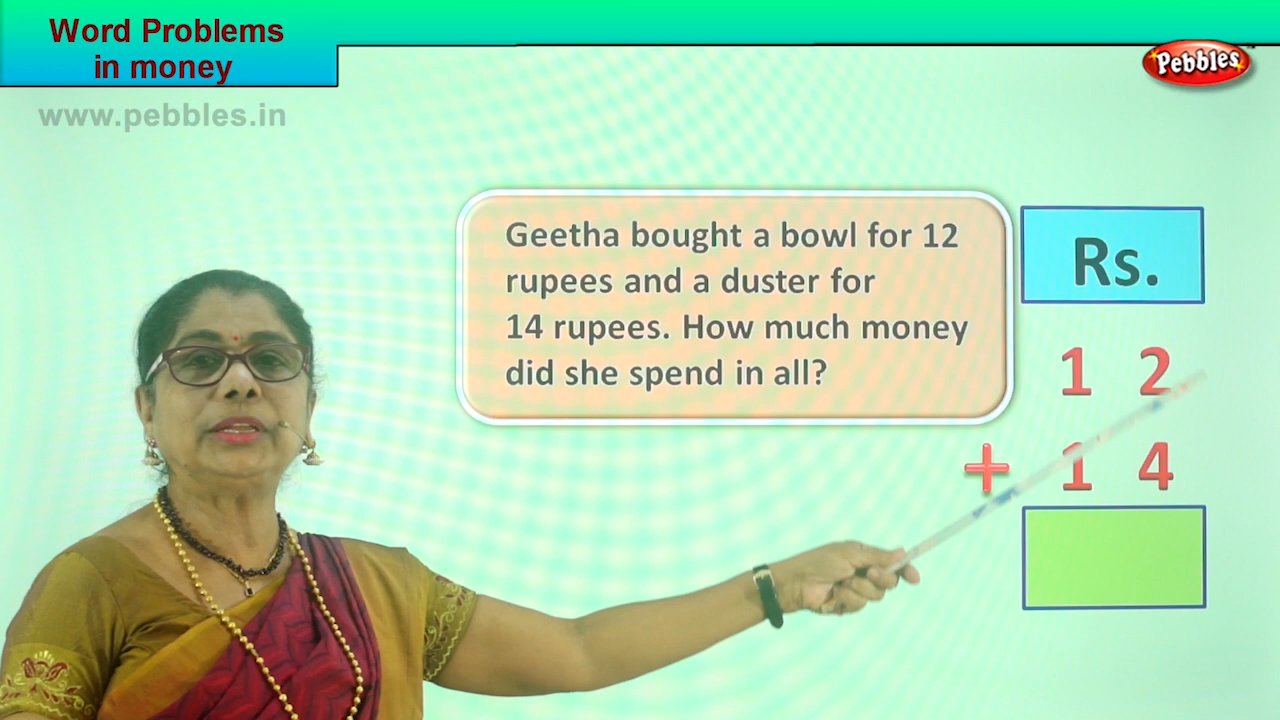 Word Problems
in money
Pebbles
www.pebbles.in
Geetha bought a bowl for 12
rupees and a duster for
14 rupees. How much money
did she spend in all?
Rs.
1 2
+ 1 4